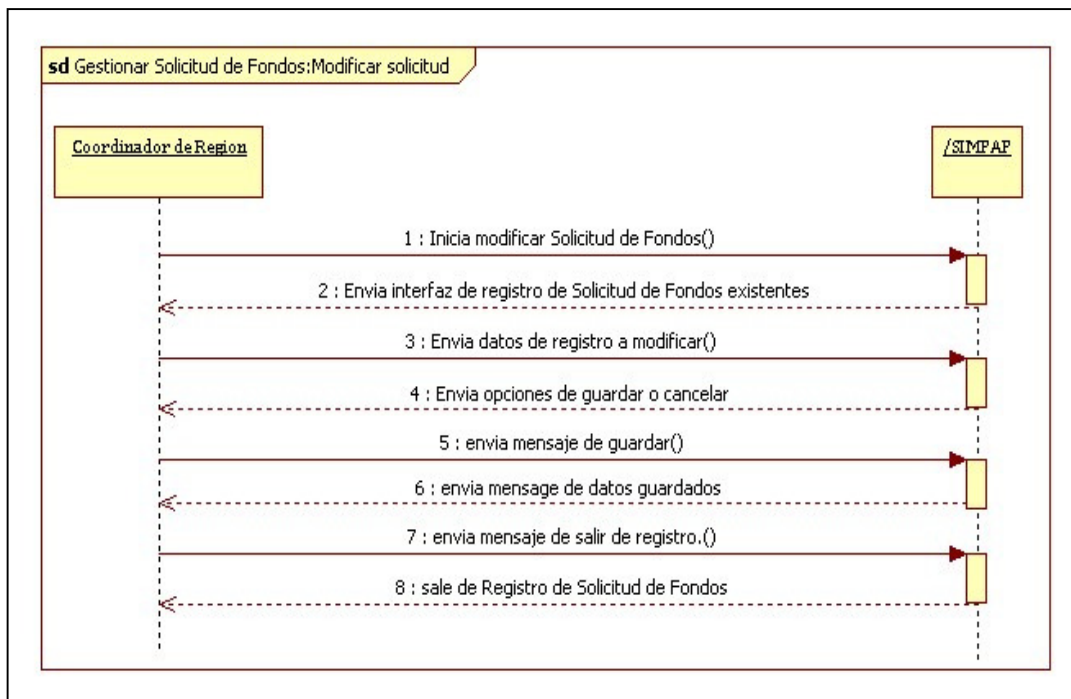 sd Gestionar Solicitud de Fondos:Modificar solicitud
Coordinador de Region
/SIMPAP
1 : Inicia modificar Solicitud de Fondos()
2 : Envia interfaz de registro de Solicitud de Fondos existentes
3 : Envia datos de registro a modificar()
4 : Envia opciones de guardar o cancelar
5 : envia mensaje de guardar()
6 : envia mensage de datos guardados
7 : envia mensaje de salir de registro.()
8 : sale de Registro de Solicitud de Fondos